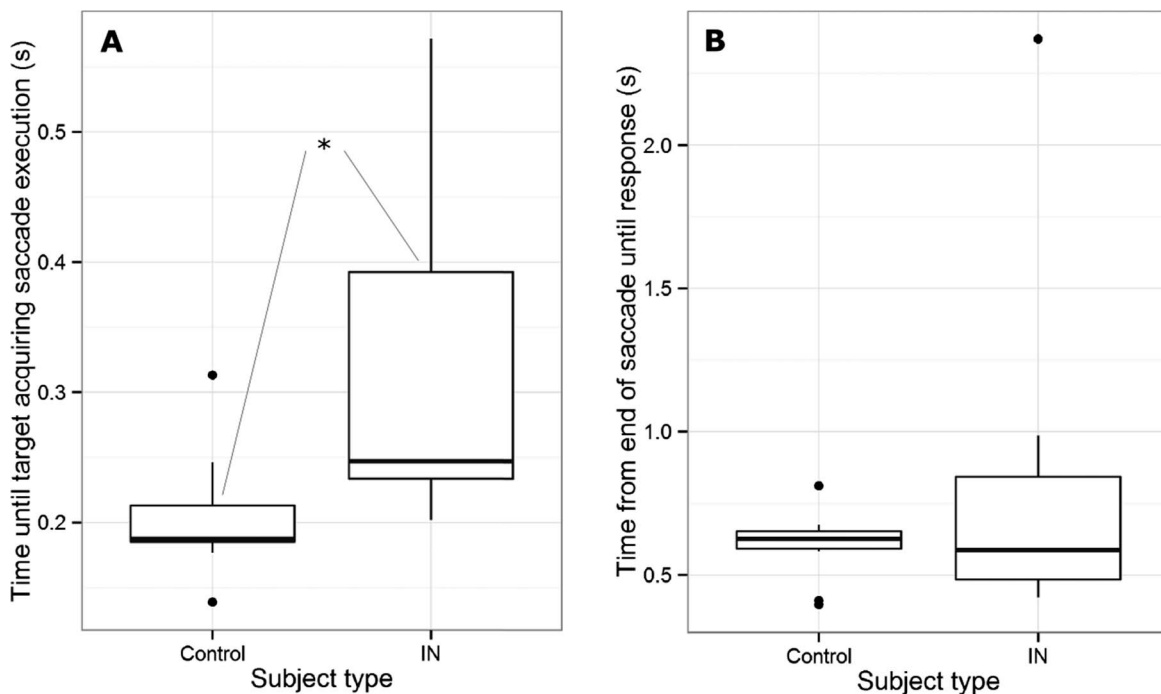 A
Time until target acquiring saccade execution (s)
0.5
0.4
0.3
0.2
*
Control
IN
Subject type
B
Time from end of saccade until response (s)
2.0
1.5
1.0
0.5
Control
IN
Subject type